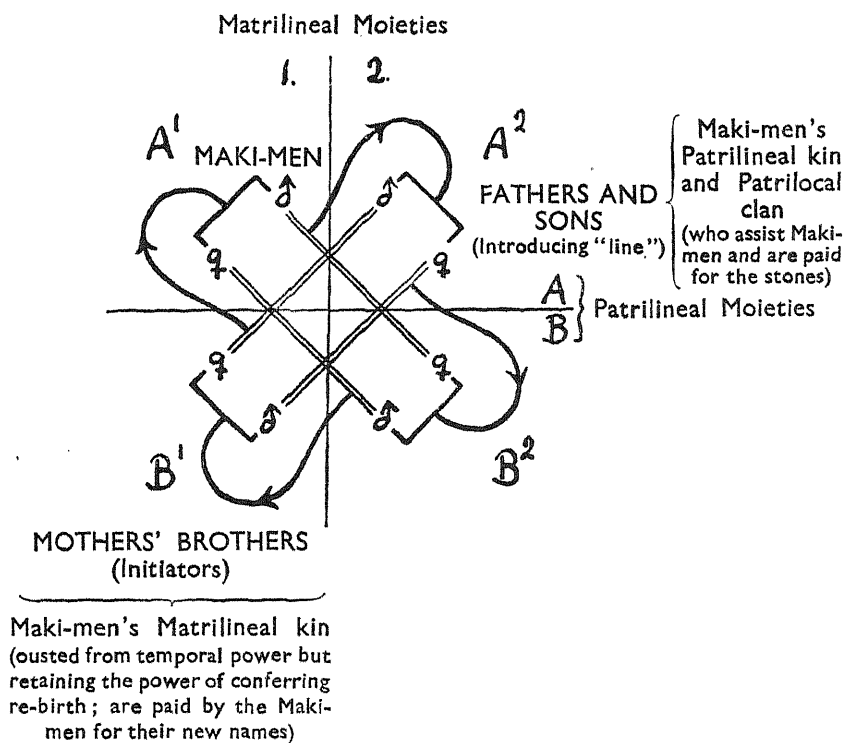 Matrilineal Moieties
1. 2.
A¹ A²
MAKI-MEN
♂ ♂
FATHERS AND
SONS
(Introducing "line,")
Maki-men's
Patrilineal kin
and Patrilocal
clan
(who assist Maki-
men and are paid
for the stones)
♀ ♀
A
B
Patrilineal Moieties
♀ ♀
♂ ♂
B¹ B²
MOTHERS' BROTHERS
(Initiators)
Maki-men's Matrilineal kin
(ousted from temporal power but
retaining the power of conferring
re-birth; are paid by the Maki-
men for their new names)